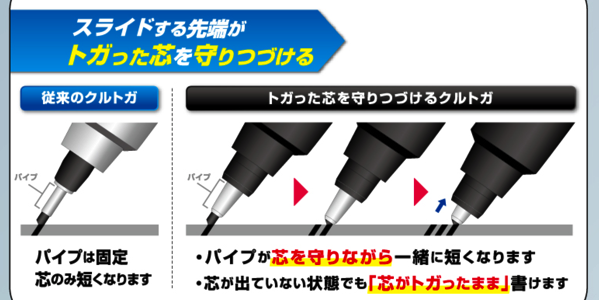 スライドする先端が
トガった芯を守りつづける
従来のクルトガ
トガった芯を守りつづけるクルトガ
パイプ
パイプ
パイプは固定
芯のみ短くなります
・パイプが芯を守りながら一緒に短くなります
・芯が出ていない状態でも「芯がトガったまま」書けます